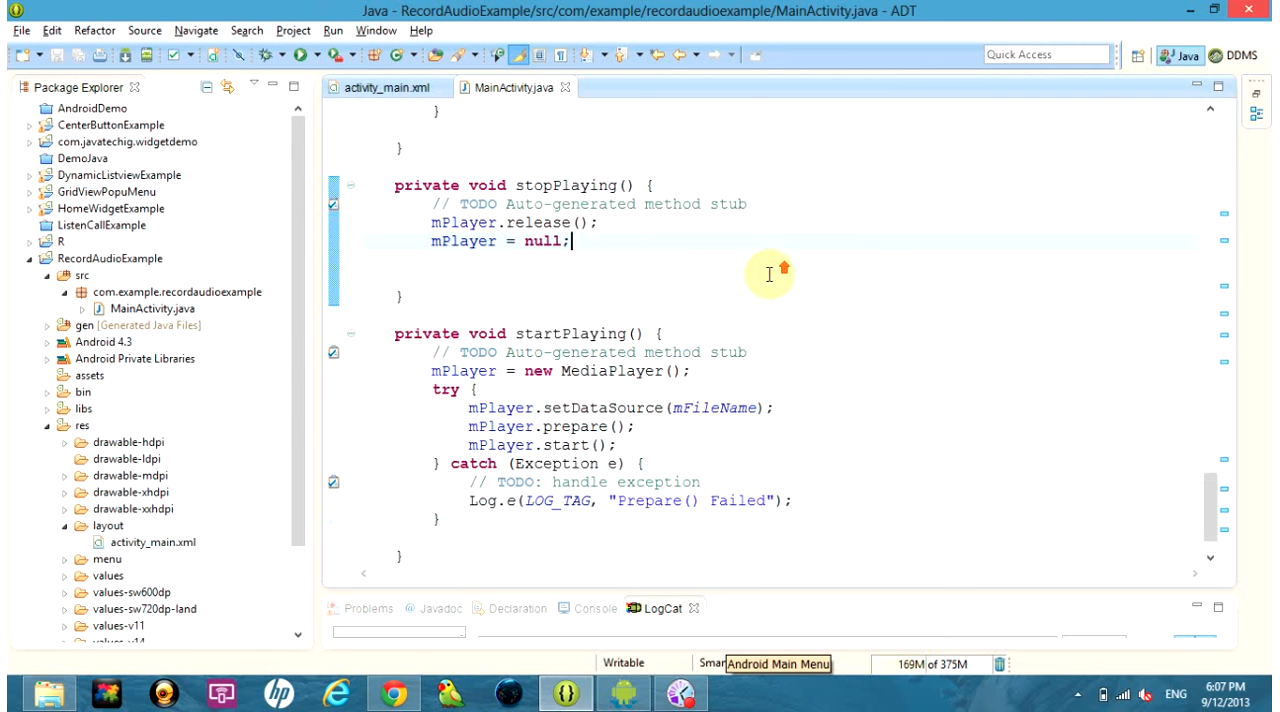 Java - RecordAudioExample/src/com/example/recordaudioexample/MainActivity.java - ADT
File Edit Refactor Source Navigate Search Project Run Window Help
Quick Access
Java
DDMS
Package Explorer
AndroidDemo
CenterButtonExample
com.javatechig.widgetdemo
DemoJava
DynamicListviewExample
GridViewPopuMenu
HomeWidgetExample
ListenCallExample
R
RecordAudioExample
src
com.example.recordaudioexample
MainActivity.java
gen [Generated Java Files]
Android 4.3
Android Private Libraries
assets
bin
libs
res
drawable-hdpi
drawable-ldpi
drawable-mdpi
drawable-xhdpi
drawable-xxhdpi
layout
activity_main.xml
menu
values
values-sw600dp
values-sw720dp-land
values-v11
values-v14
activity_main.xml
MainActivity.java
}
}
private void stopPlaying() {
// TODO Auto-generated method stub
mPlayer.release();
mPlayer = null;
}
private void startPlaying() {
// TODO Auto-generated method stub
mPlayer = new MediaPlayer();
try {
mPlayer.setDataSource(mFileName);
mPlayer.prepare();
mPlayer.start();
} catch (Exception e) {
// TODO: handle exception
Log.e(LOG_TAG, "Prepare() Failed");
}
}
Problems @ Javadoc Declaration Console LogCat
Writable
Smar
Android Main Menu
169M of 375M
ENG
6:07 PM
9/12/2013